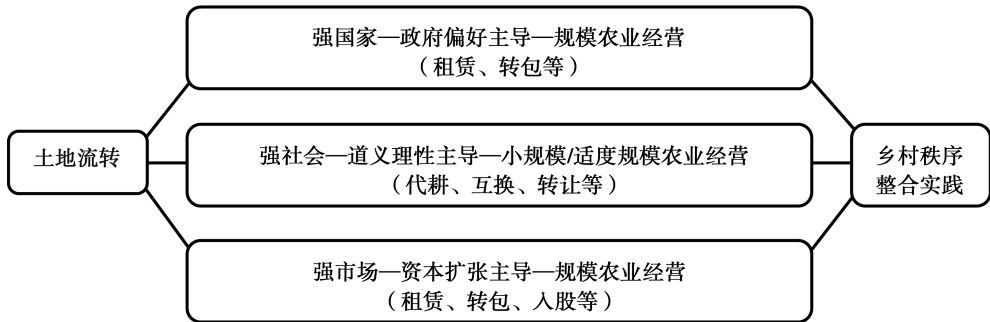 强国家—政府偏好主导—规模农业经营
（租赁、转包等）
土地流转
强社会—道义理性主导—小规模/适度规模农业经营
（代耕、互换、转让等）
乡村秩序
整合实践
强市场—资本扩张主导—规模农业经营
（租赁、转包、入股等）